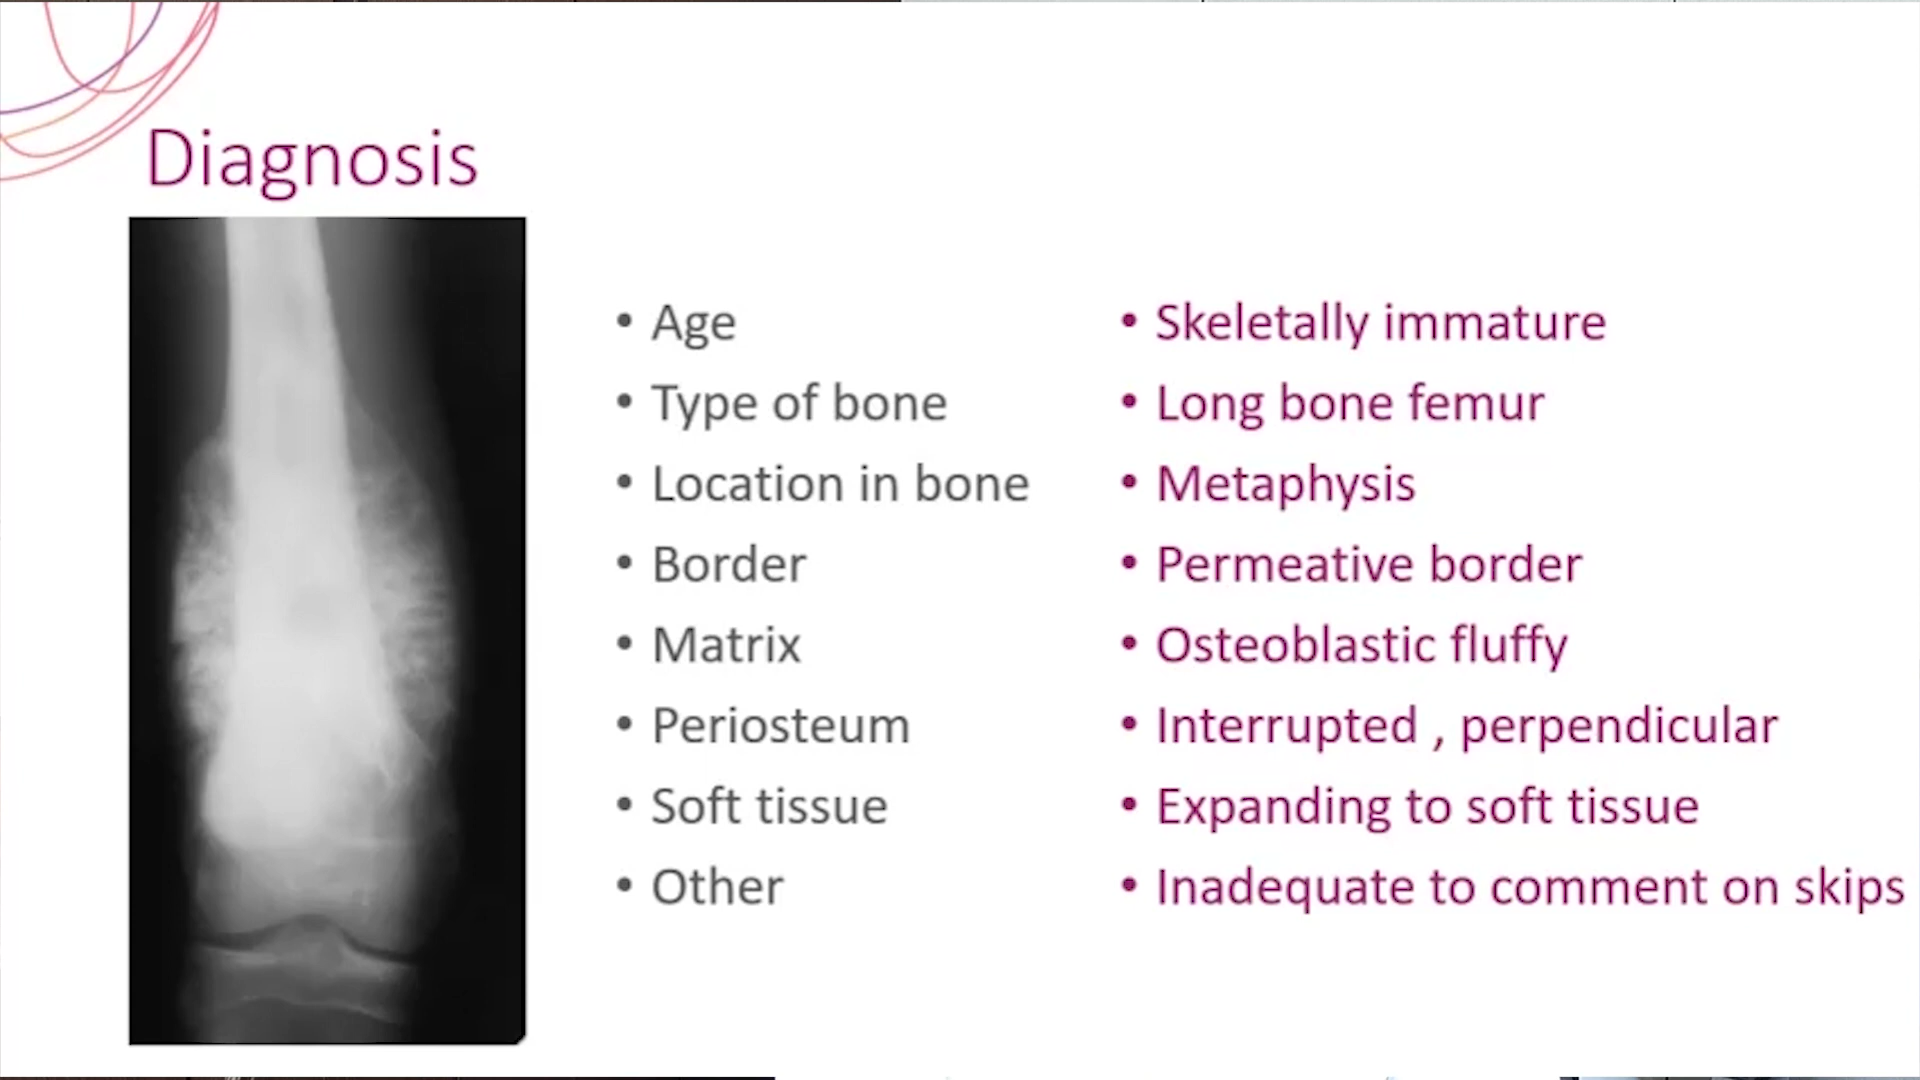 Diagnosis
• Age
• Type of bone
• Location in bone
• Border
• Matrix
• Periosteum
• Soft tissue
• Other
• Skeletally immature
• Long bone femur
• Metaphysis
• Permeative border
• Osteoblastic fluffy
• Interrupted , perpendicular
• Expanding to soft tissue
• Inadequate to comment on skips